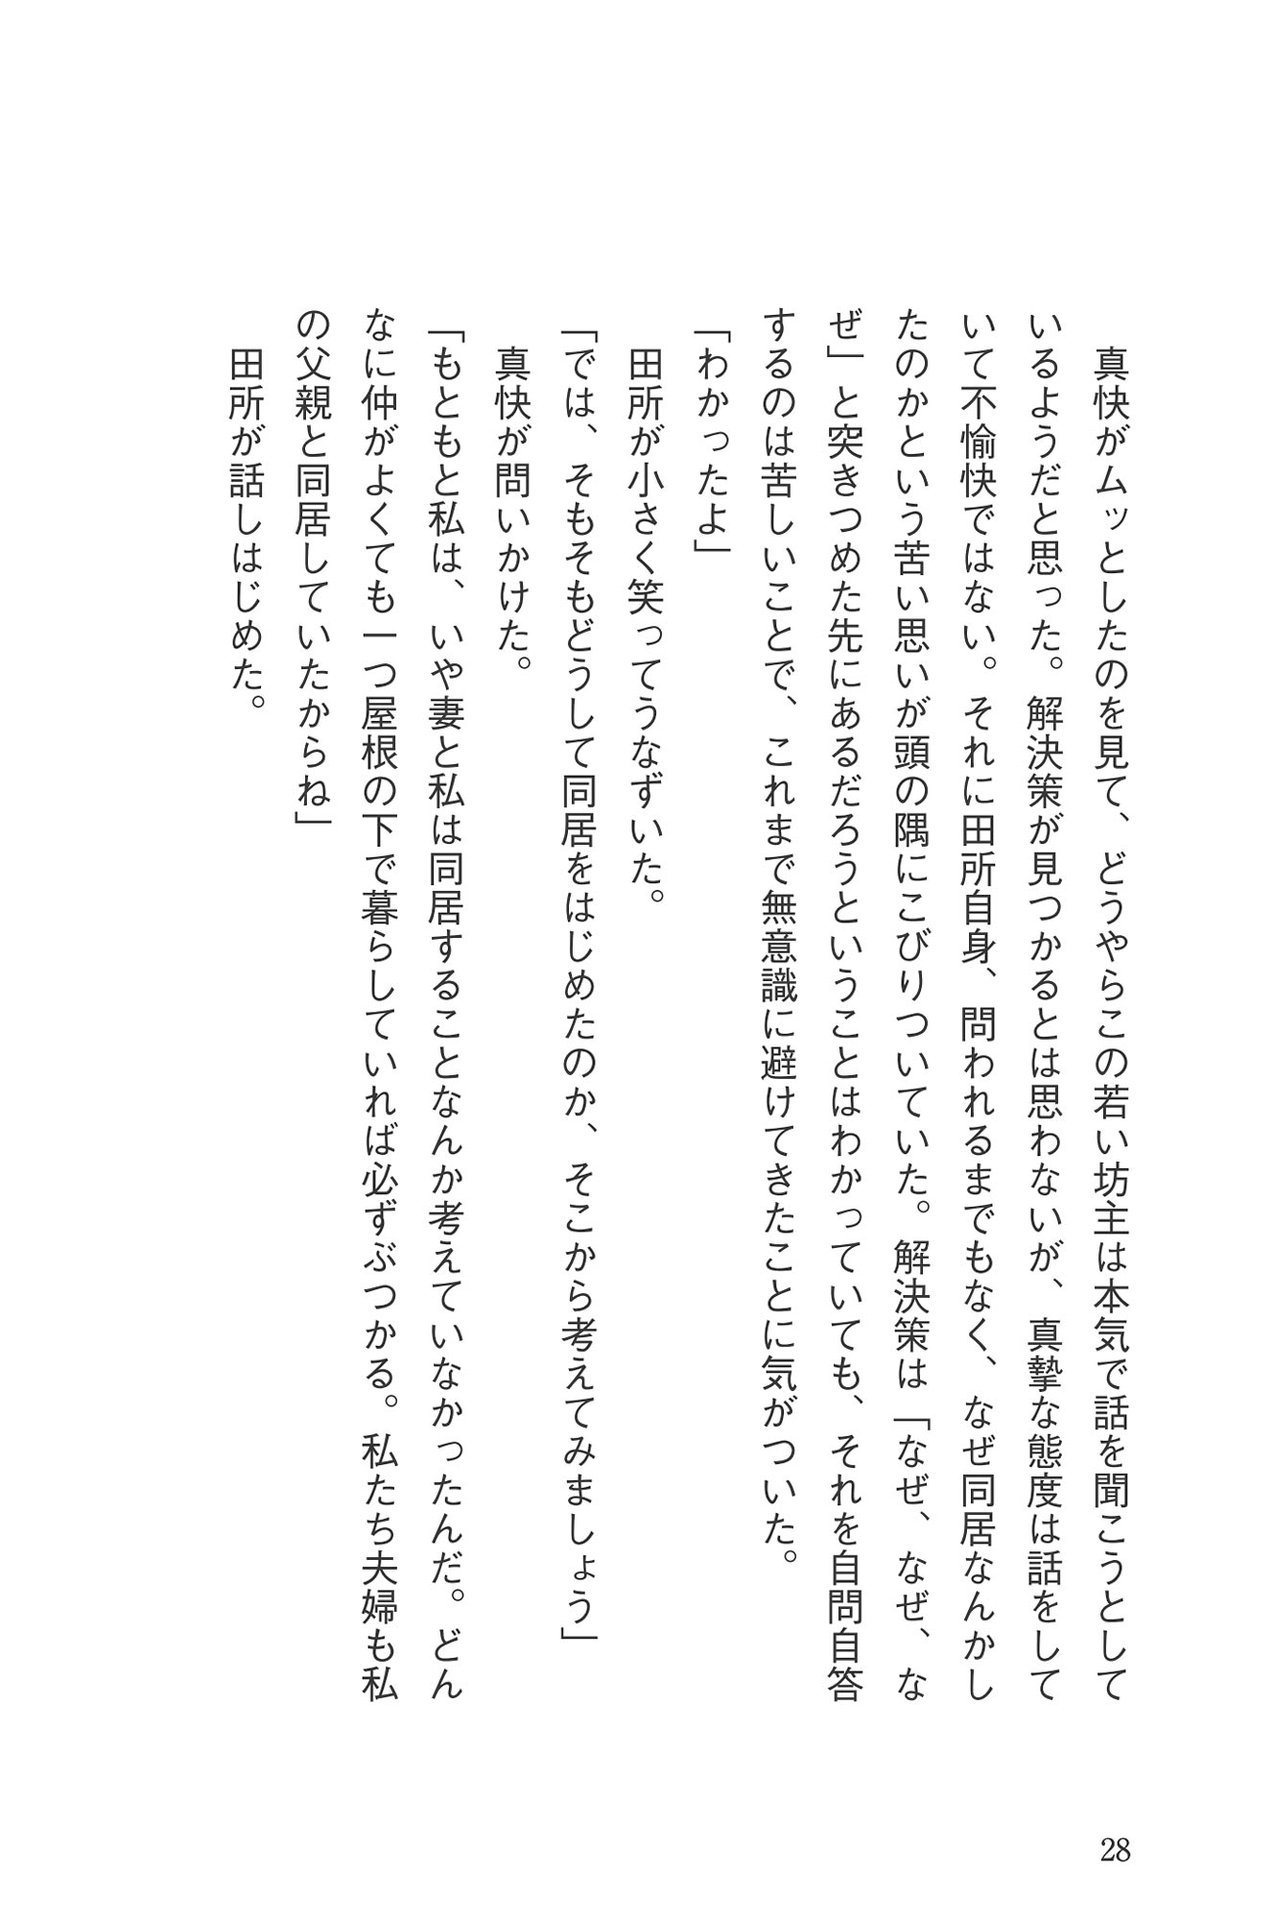 真快がムッとしたのを見て、どうやらこの若い坊主は本気で話を聞こうとして
いるようだと思った。解決策が見つかるとは思わないが、真摯な態度は話をして
いて不愉快ではない。それに田所自身、問われるまでもなく、なぜ同居なんかし
たのかという苦い思いが頭の隅にこびりついていた。解決策は「なぜ、なぜ、な
ぜ」と突きつめた先にあるだろうということはわかっていても、それを自問自答
するのは苦しいことで、これまで無意識に避けてきたことに気がついた。
「わかったよ」
　田所が小さく笑ってうなずいた。
「では、そもそもどうして同居をはじめたのか、そこから考えてみましょう」
　真快が問いかけた。
「もともと私は、いや妻と私は同居することなんか考えていなかったんだ。どん
なに仲がよくても一つ屋根の下で暮らしていれば必ずぶつかる。私たち夫婦も私
の父親と同居していたからね」
　田所が話しはじめた。
28